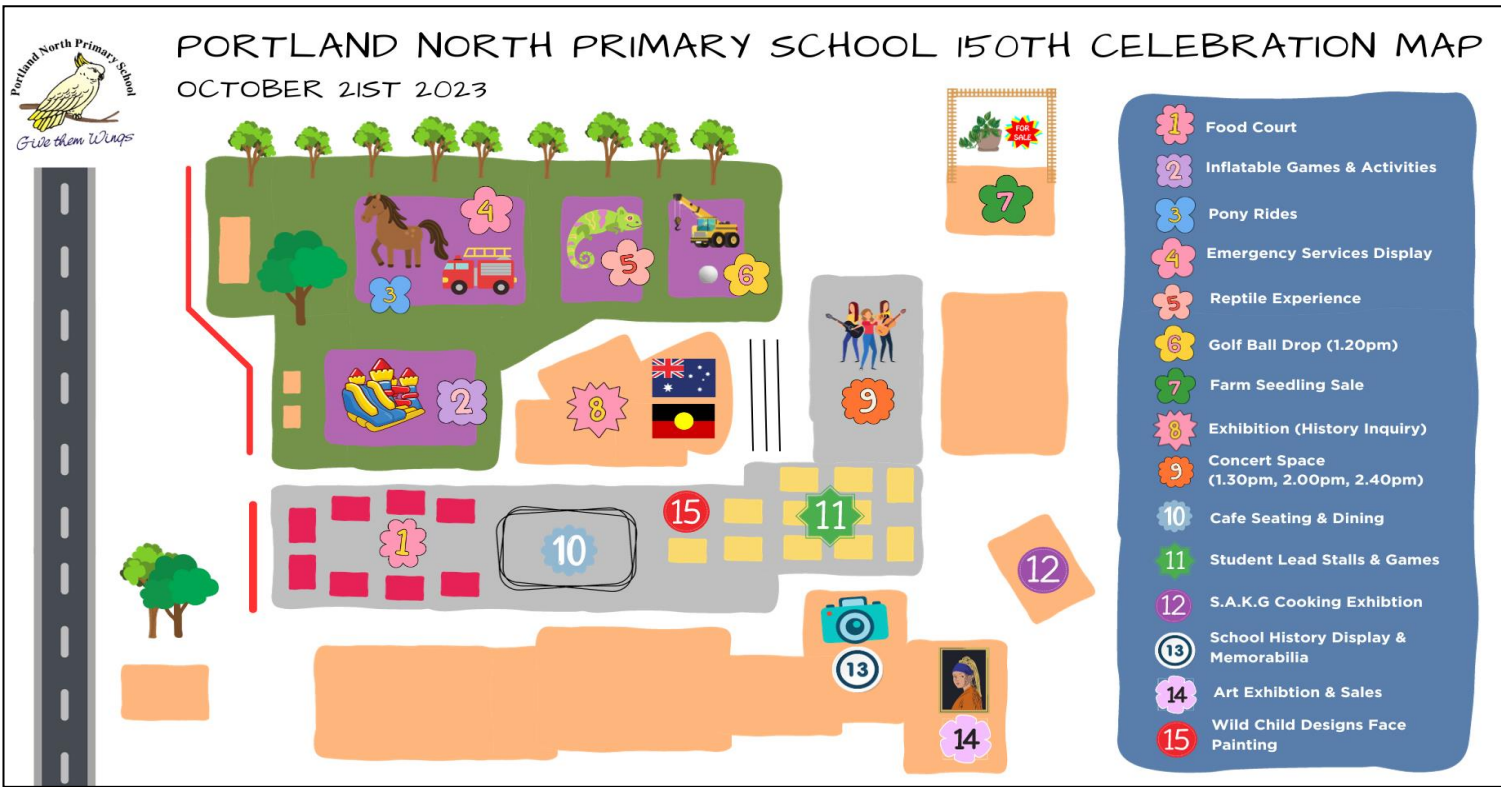 Portland North Primary School
Give them Wings
PORTLAND NORTH PRIMARY SCHOOL 150TH CELEBRATION MAP
OCTOBER 21ST 2023
FOR
SALE
4
3
5
6
7
2
8
9
1
10
15
11
12
13
14
1 Food Court
2 Inflatable Games & Activities
3 Pony Rides
4 Emergency Services Display
5 Reptile Experience
6 Golf Ball Drop (1.20pm)
7 Farm Seedling Sale
8 Exhibition (History Inquiry)
9 Concert Space
(1.30pm, 2.00pm, 2.40pm)
10 Cafe Seating & Dining
11 Student Lead Stalls & Games
12 S.A.K.G Cooking Exhibtion
13 School History Display &
Memorabilia
14 Art Exhibtion & Sales
15 Wild Child Designs Face
Painting